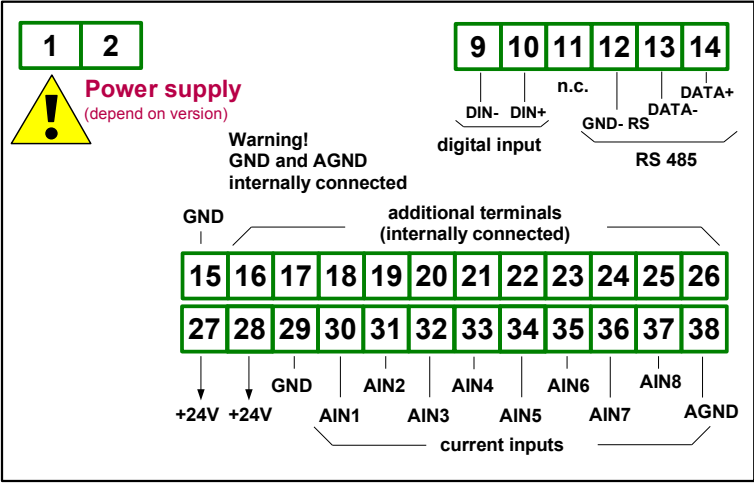 1 2
9 10 11 12 13 14
Power supply
(depend on version)
!
n.c.
DIN- DIN+
GND- RS
DATA-
DATA+
digital input
RS 485
Warning!
GND and AGND
internally connected
GND
additional terminals
(internally connected)
15 16 17 18 19 20 21 22 23 24 25 26
27 28 29 30 31 32 33 34 35 36 37 38
GND AIN2 AIN4 AIN6 AIN8
+24V +24V AIN1 AIN3 AIN5 AIN7 AGND
current inputs